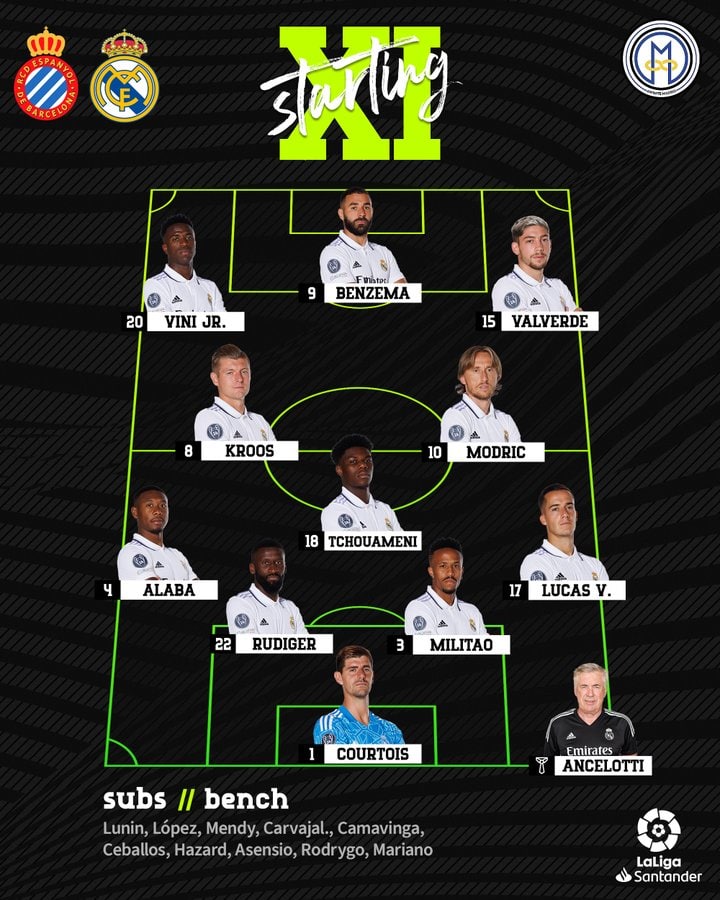 RCD ESPANYOL
DE BARCELONA
XI
starting
M
9 BENZEMA
20 VINI JR.
15 VALVERDE
8 KROOS
10 MODRIC
18 TCHOUAMENI
4 ALABA
17 LUCAS V.
22 RUDIGER
3 MILITAO
1 COURTOIS
Emirates
ANCELOTTI
subs // bench
Lunin, López, Mendy, Carvajal., Camavinga,
Ceballos, Hazard, Asensio, Rodrygo, Mariano
LaLiga
Santander